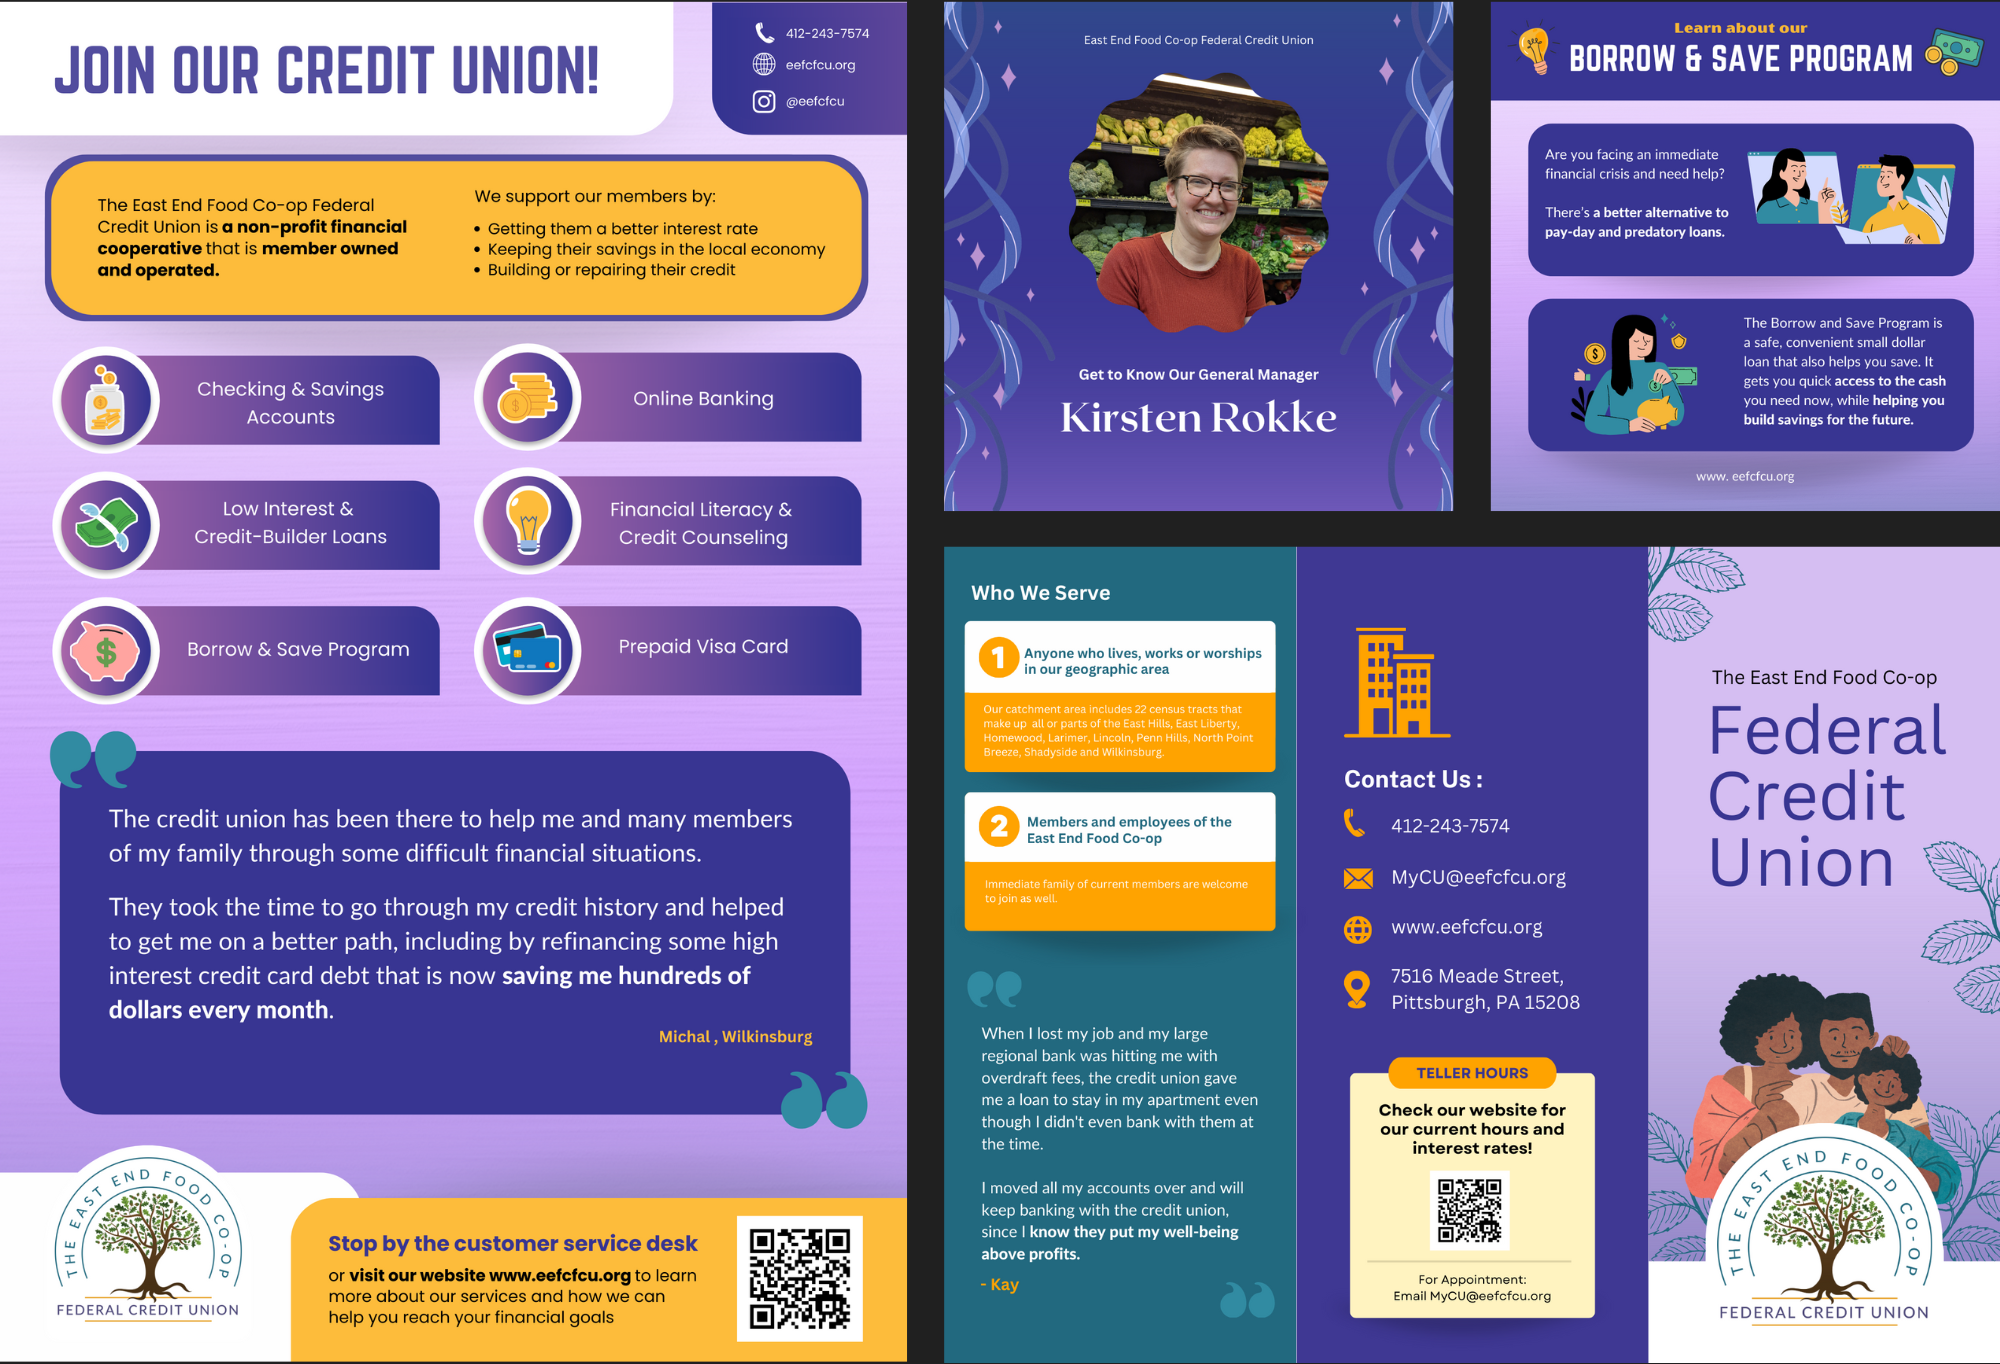 JOIN OUR CREDIT UNION!
412-243-7574
eefcfcu.org
@eefcfcu
The East End Food Co-op Federal
Credit Union is a non-profit financial
cooperative that is member owned
and operated.
We support our members by:
• Getting them a better interest rate
• Keeping their savings in the local economy
• Building or repairing their credit
Checking & Savings
Accounts
Online Banking
Low Interest &
Credit-Builder Loans
Financial Literacy &
Credit Counseling
Borrow & Save Program
Prepaid Visa Card
The credit union has been there to help me and many members
of my family through some difficult financial situations.
They took the time to go through my credit history and helped
to get me on a better path, including by refinancing some high
interest credit card debt that is now saving me hundreds of
dollars every month.
Michal , Wilkinsburg
THE EAST END FOOD CO-OP
FEDERAL CREDIT UNION
Stop by the customer service desk
or visit our website www.eefcfcu.org to learn
more about our services and how we can
help you reach your financial goals
East End Food Co-op Federal Credit Union
Get to Know Our General Manager
Kirsten Rokke
Learn about our
BORROW & SAVE PROGRAM
Are you facing an immediate
financial crisis and need help?
There's a better alternative to
pay-day and predatory loans.
The Borrow and Save Program is
a safe, convenient small dollar
loan that also helps you save. It
gets you quick access to the cash
you need now, while helping you
build savings for the future.
www. eefcfcu.org
Who We Serve
1
Anyone who lives, works or worships
in our geographic area
Our catchment area includes 22 census tracts that
make up all or parts of the East Hills, East Liberty,
Homewood, Larimer, Lincoln, Penn Hills, North Point
Breeze, Shadyside and Wilkinsburg.
2
Members and employees of the
East End Food Co-op
Immediate family of current members are welcome
to join as well.
When I lost my job and my large
regional bank was hitting me with
overdraft fees, the credit union gave
me a loan to stay in my apartment even
though I didn't even bank with them at
the time.
I moved all my accounts over and will
keep banking with the credit union,
since I know they put my well-being
above profits.
- Kay
Contact Us :
412-243-7574
MyCU@eefcfcu.org
www.eefcfcu.org
7516 Meade Street,
Pittsburgh, PA 15208
TELLER HOURS
Check our website for
our current hours and
interest rates!
For Appointment:
Email MyCU@eefcfcu.org
The East End Food Co-op
Federal
Credit
Union
THE EAST END FOOD CO-OP
FEDERAL CREDIT UNION